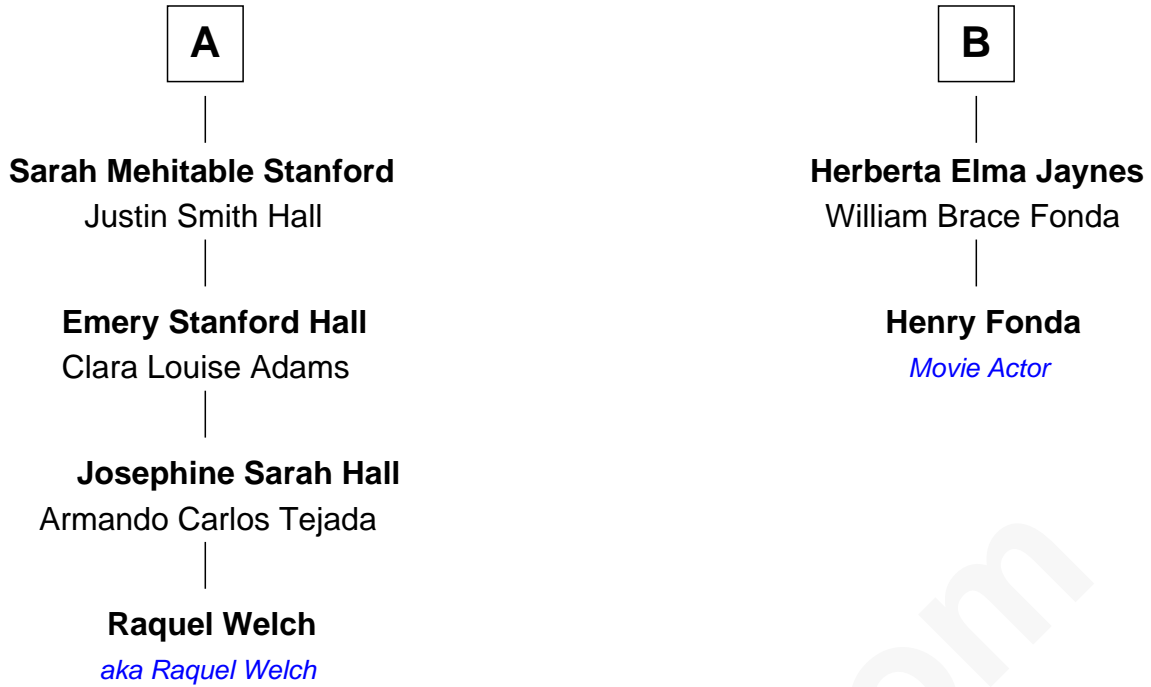 A
Sarah Mehitable Stanford
Justin Smith Hall
Emery Stanford Hall
Clara Louise Adams
Josephine Sarah Hall
Armando Carlos Tejada
Raquel Welch
aka Raquel Welch
B
Herberta Elma Jaynes
William Brace Fonda
Henry Fonda
Movie Actor
om